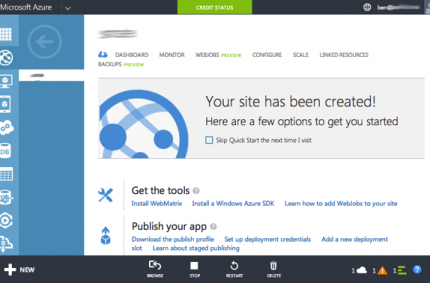 Microsoft Azure
CREDIT STATUS
DASHBOARD MONITOR WEBJOBS PREVIEW CONFIGURE SCALE LINKED RESOURCES
BACKUPS PREVIEW
Your site has been created!
Here are a few options to get you started
Skip Quick Start the next time I visit
DB
Get the tools ?
Install WebMatrix Install a Windows Azure SDK Learn how to add WebJobs to your site
Publish your app ?
Download the publish profile Set up deployment credentials Add a new deployment
slot Learn about staged publishing
NEW
BROWSE STOP RESTART DELETE
1 1 1 ?